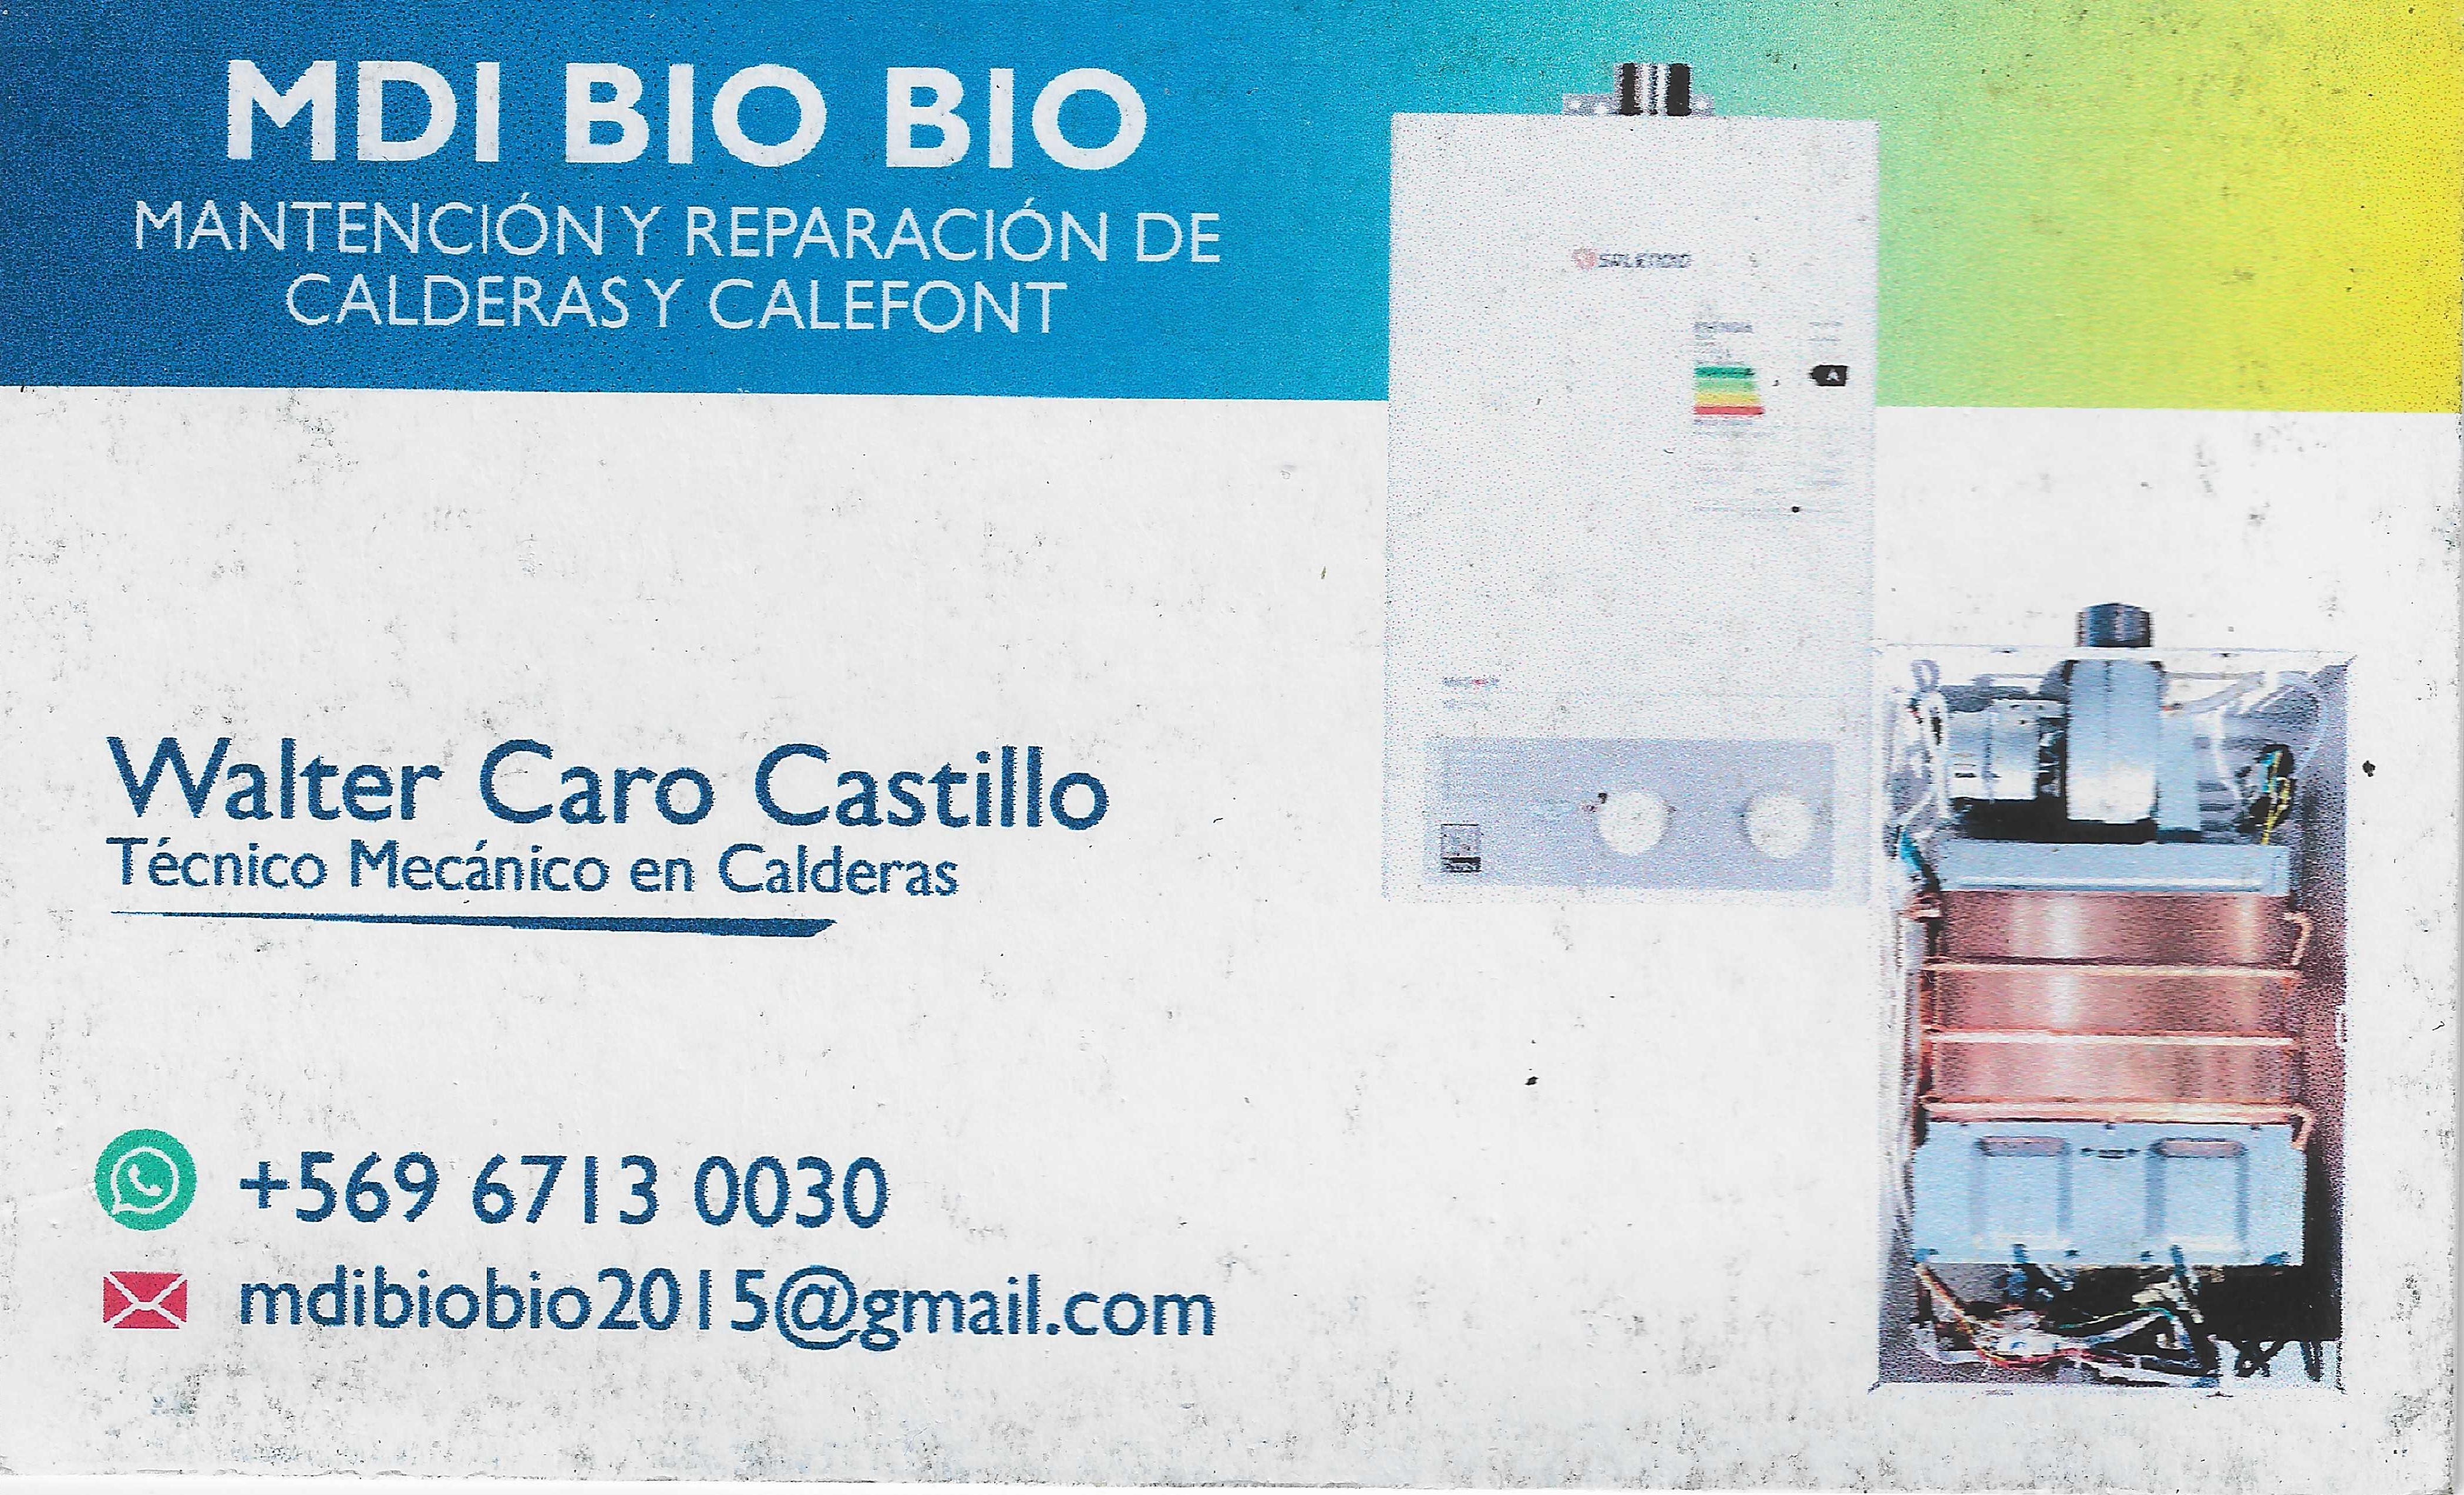 MDI BIO BIO
MANTENCIÓN Y REPARACIÓN DE
CALDERAS Y CALEFONT
Walter Caro Castillo
Técnico Mecánico en Calderas
+569 6713 0030
mdibiobio2015@gmail.com
A